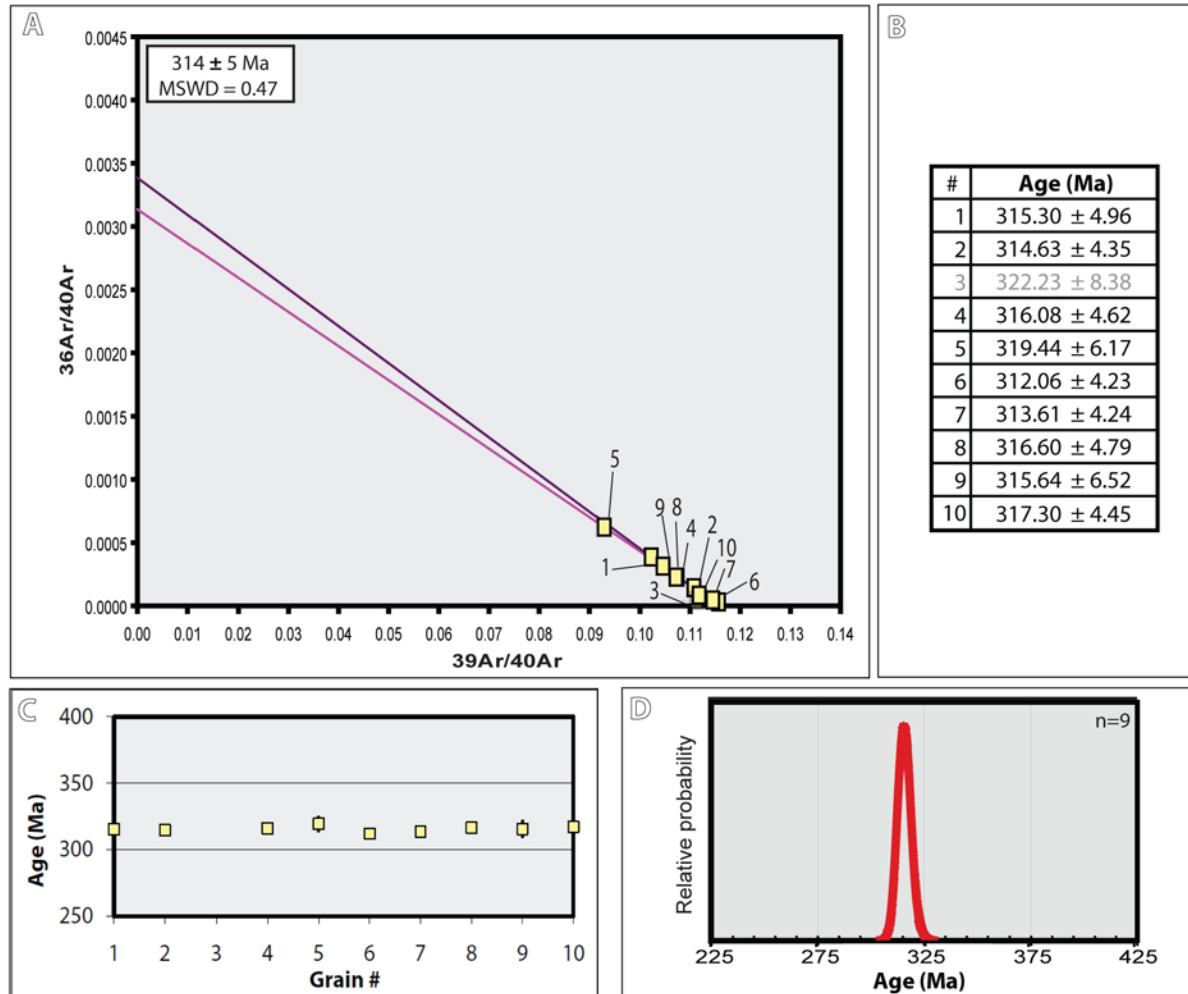 A
314 ± 5 Ma
MSWD = 0.47
0.0045
0.0040
0.0035
0.0030
0.0025
0.0020
0.0015
0.0010
0.0005
0.0000
36Ar/40Ar
5
9 8
4 2
1 10
7
3 6
0.00 0.01 0.02 0.03 0.04 0.05 0.06 0.07 0.08 0.09 0.10 0.11 0.12 0.13 0.14
39Ar/40Ar
B
# Age (Ma)
1 315.30 ± 4.96
2 314.63 ± 4.35
3 322.23 ± 8.38
4 316.08 ± 4.62
5 319.44 ± 6.17
6 312.06 ± 4.23
7 313.61 ± 4.24
8 316.60 ± 4.79
9 315.64 ± 6.52
10 317.30 ± 4.45
C
400
350
300
250
Age (Ma)
1 2 3 4 5 6 7 8 9 10
Grain #
D
n=9
Relative probability
225 275 325 375 425
Age (Ma)